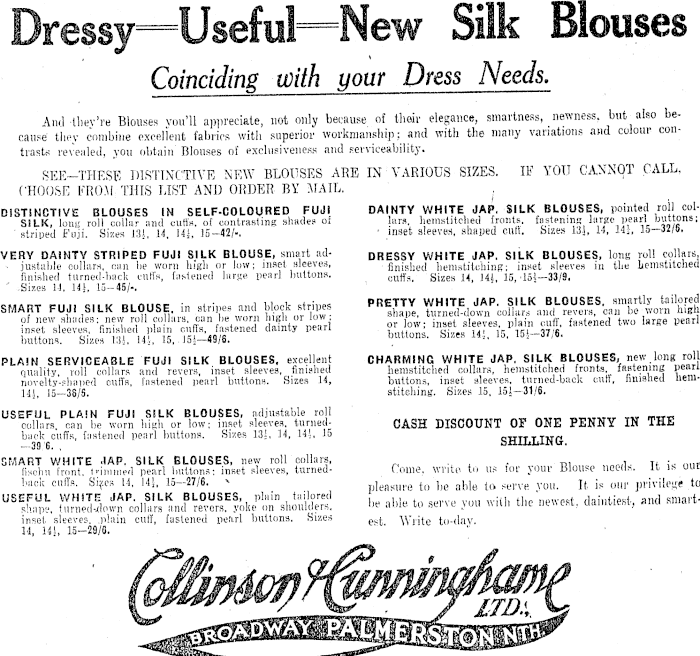 Dressy—Useful—New Silk Blouses
Coinciding with your Dress Needs.
And they're Blouses you'll appreciate, not only because of their elegance, smartness, newness, but also be-
cause they combine excellent fabrics with superior workmanship; and with the many variations and colour con-
trasts revealed, you obtain Blouses of exclusiveness and serviceability.
SEE—THESE DISTINCTIVE NEW BLOUSES ARE IN VARIOUS SIZES. IF YOU CANNOT CALL,
CHOOSE FROM THIS LIST AND ORDER BY MAIL.
DISTINCTIVE BLOUSES IN SELF-COLOURED FUJI
SILK, long roll collar and cuffs, of contrasting shades of
striped Fuji. Sizes 13½, 14, 14½, 15—42/-.
VERY DAINTY STRIPED FUJI SILK BLOUSE, smart ad-
justable collars, can be worn high or low; inset sleeves,
finished turned-back cuffs, fastened large pearl buttons.
Sizes 14, 14½, 15—45/-.
SMART FUJI SILK BLOUSE, in stripes and block stripes
of new shades; new roll collars, can be worn high or low;
inset sleeves, finished plain cuffs, fastened dainty pearl
buttons. Sizes 13½, 14½, 15, 15½—49/6.
PLAIN SERVICEABLE FUJI SILK BLOUSES, excellent
quality, roll collars and revers, inset sleeves, finished
novelty-shaped cuffs, fastened pearl buttons. Sizes 14,
14½, 15—36/6.
USEFUL PLAIN FUJI SILK BLOUSES, adjustable roll
collars, can be worn high or low; inset sleeves, turned-
back cuffs, fastened pearl buttons. Sizes 13½, 14, 14½, 15
—39 6.
SMART WHITE JAP. SILK BLOUSES, new roll collars,
fischu front, trimmed pearl buttons; inset sleeves, turned-
back cuffs. Sizes 14, 14½, 15—27/6.
USEFUL WHITE JAP. SILK BLOUSES, plain tailored
shape, turned-down collars and revers, yoke on shoulders,
inset sleeves, plain cuff, fastened pearl buttons. Sizes
14, 14½, 15—29/6.
DAINTY WHITE JAP. SILK BLOUSES, pointed roll col-
lars, hemstitched fronts, fastening large pearl buttons;
inset sleeves, shaped cuff. Sizes 13½, 14, 14½, 15—32/6.
DRESSY WHITE JAP. SILK BLOUSES, long roll collars,
finished hemstitching; inset sleeves in the hemstitched
cuffs. Sizes 14, 14½, 15, 15½—33/9.
PRETTY WHITE JAP. SILK BLOUSES, smartly tailored
shape, turned-down collars and revers, can be worn high
or low; inset sleeves, plain cuff, fastened two large pearl
buttons. Sizes 14, 14½, 15, 15½—37/6.
CHARMING WHITE JAP. SILK BLOUSES, new long roll
hemstitched collars, hemstitched fronts, fastening pearl
buttons, inset sleeves, turned-back cuff, finished hem-
stitching. Sizes 15, 15½—31/6.
CASH DISCOUNT OF ONE PENNY IN THE
SHILLING.
Come, write to us for your Blouse needs. It is our
pleasure to be able to serve you. It is our privilege to
be able to serve you with the newest, daintiest, and smart-
est. Write to-day.
Collinson & Cunninghame
LTD.
BROADWAY PALMERSTON NTH.